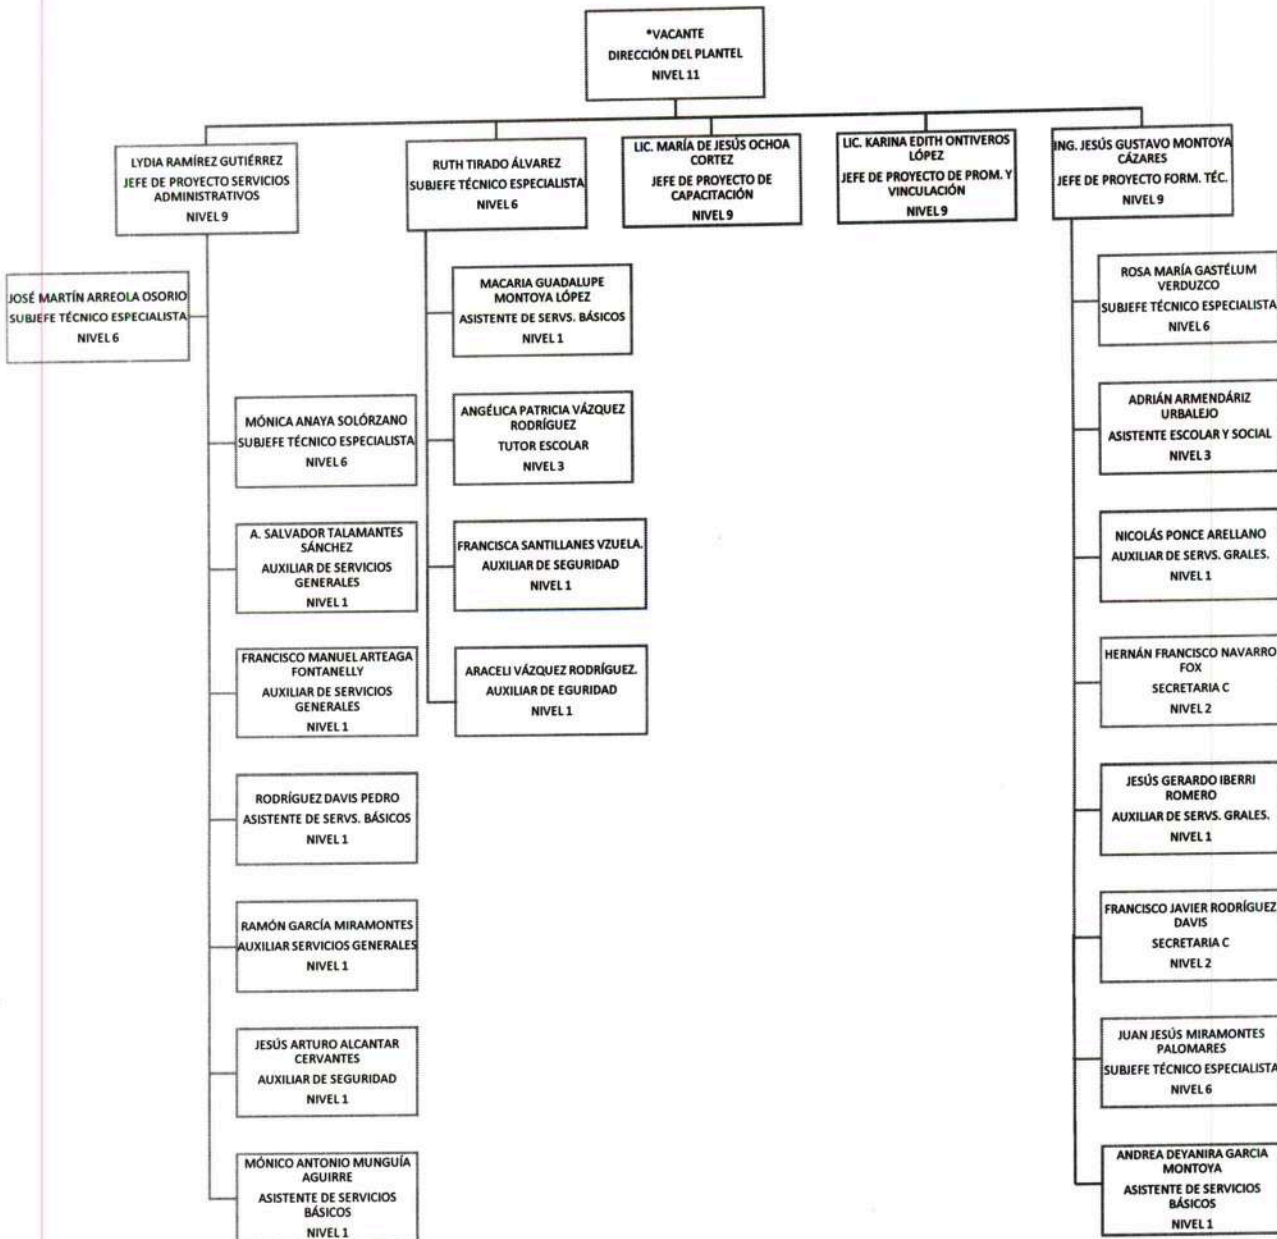 *VACANTE
DIRECCIÓN DEL PLANTEL
NIVEL 11
LYDIA RAMÍREZ GUTIÉRREZ
JEFE DE PROYECTO SERVICIOS
ADMINISTRATIVOS
NIVEL 9
RUTH TIRADO ÁLVAREZ
SUBJEFE TÉCNICO ESPECIALISTA
NIVEL 6
LIC. MARÍA DE JESÚS OCHOA
CORTEZ
JEFE DE PROYECTO DE
CAPACITACIÓN
NIVEL 9
LIC. KARINA EDITH ONTIVEROS
LÓPEZ
JEFE DE PROYECTO DE PROM. Y
VINCULACIÓN
NIVEL 9
ING. JESÚS GUSTAVO MONTOYA
CÁZARES
JEFE DE PROYECTO FORM. TÉC.
NIVEL 9
JOSÉ MARTÍN ARREOLA OSORIO
SUBJEFE TÉCNICO ESPECIALISTA
NIVEL 6
MÓNICA ANAYA SOLÓRZANO
SUBJEFE TÉCNICO ESPECIALISTA
NIVEL 6
A. SALVADOR TALAMANTES
SÁNCHEZ
AUXILIAR DE SERVICIOS
GENERALES
NIVEL 1
FRANCISCO MANUEL ARTEAGA
FONTANELLY
AUXILIAR DE SERVICIOS
GENERALES
NIVEL 1
RODRÍGUEZ DAVIS PEDRO
ASISTENTE DE SERVS. BÁSICOS
NIVEL 1
RAMÓN GARCÍA MIRAMONTES
AUXILIAR SERVICIOS GENERALES
NIVEL 1
JESÚS ARTURO ALCANTAR
CERVANTES
AUXILIAR DE SEGURIDAD
NIVEL 1
MÓNICO ANTONIO MUNGUÍA
AGUIRRE
ASISTENTE DE SERVICIOS
BÁSICOS
NIVEL 1
MACARIA GUADALUPE
MONTOYA LÓPEZ
ASISTENTE DE SERVS. BÁSICOS
NIVEL 1
ANGÉLICA PATRICIA VÁZQUEZ
RODRÍGUEZ
TUTOR ESCOLAR
NIVEL 3
FRANCISCA SANTILLANES VZUELA.
AUXILIAR DE SEGURIDAD
NIVEL 1
ARACELI VÁZQUEZ RODRÍGUEZ.
AUXILIAR DE EGURIDAD
NIVEL 1
ROSA MARÍA GASTÉLUM
VERDUZCO
SUBJEFE TÉCNICO ESPECIALISTA
NIVEL 6
ADRIÁN ARMENDÁRIZ
URBALEJO
ASISTENTE ESCOLAR Y SOCIAL
NIVEL 3
NICOLÁS PONCE ARELLANO
AUXILIAR DE SERVS. GRALES.
NIVEL 1
HERNÁN FRANCISCO NAVARRO
FOX
SECRETARIA C
NIVEL 2
JESÚS GERARDO IBERRI
ROMERO
AUXILIAR DE SERVS. GRALES.
NIVEL 1
FRANCISCO JAVIER RODRÍGUEZ
DAVIS
SECRETARIA C
NIVEL 2
JUAN JESÚS MIRAMONTES
PALOMARES
SUBJEFE TÉCNICO ESPECIALISTA
NIVEL 6
ANDREA DEYANIRA GARCIA
MONTOYA
ASISTENTE DE SERVICIOS
BÁSICOS
NIVEL 1